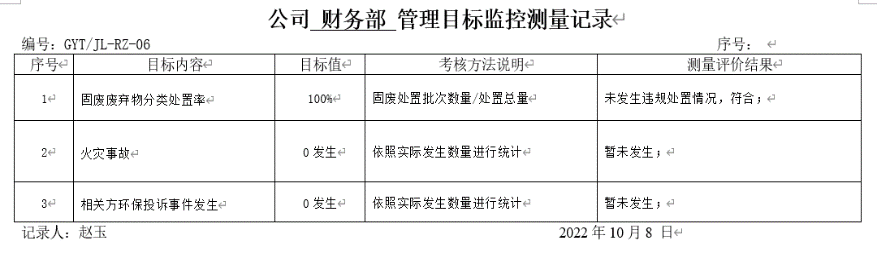 公司 财务部 管理目标监控测量记录
编号：GYT/JL-RZ-06 序号：
序号 目标内容 目标值 考核方法说明 测量评价结果
1 固废废弃物分类处置率 100% 固废处置批次数量/处置总量 未发生违规处置情况，符合；
2 火灾事故 0 发生 依照实际发生数量进行统计 暂未发生；
3 相关方环保投诉事件发生 0 发生 依照实际发生数量进行统计 暂未发生；
记录人：赵玉 2022 年 10 月 8 日